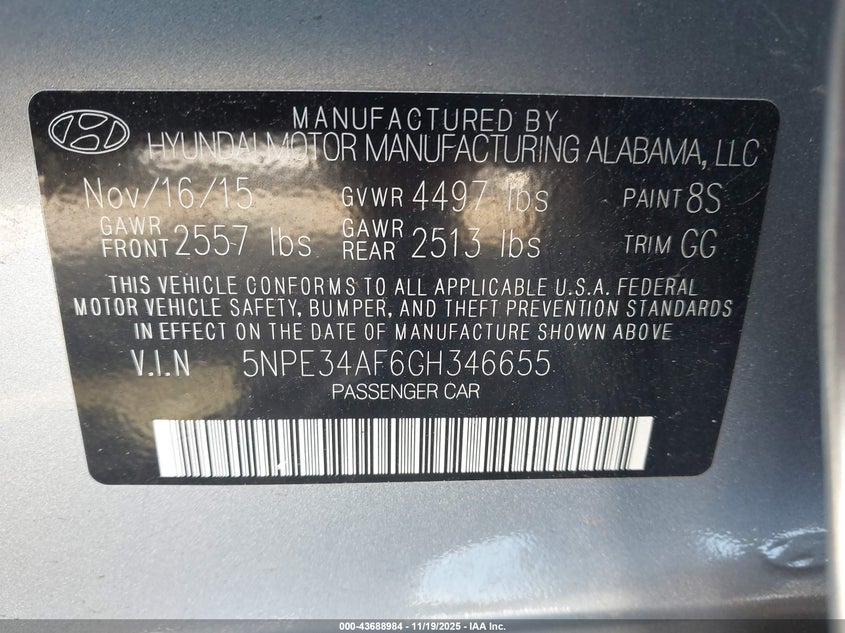 MANUFACTURED BY
HYUNDAI MOTOR MANUFACTURING ALABAMA, LLC
Nov/16/15 GVWR 4497 lbs PAINT 8S
GAWR FRONT 2557 lbs GAWR REAR 2513 lbs TRIM GG
THIS VEHICLE CONFORMS TO ALL APPLICABLE U.S.A. FEDERAL
MOTOR VEHICLE SAFETY, BUMPER, AND THEFT PREVENTION STANDARDS
IN EFFECT ON THE DATE OF MANUFACTURE SHOWN ABOVE
V.I.N 5NPE34AF6GH346655
PASSENGER CAR
000-43688984 - 11/19/2025 - IAA Inc.